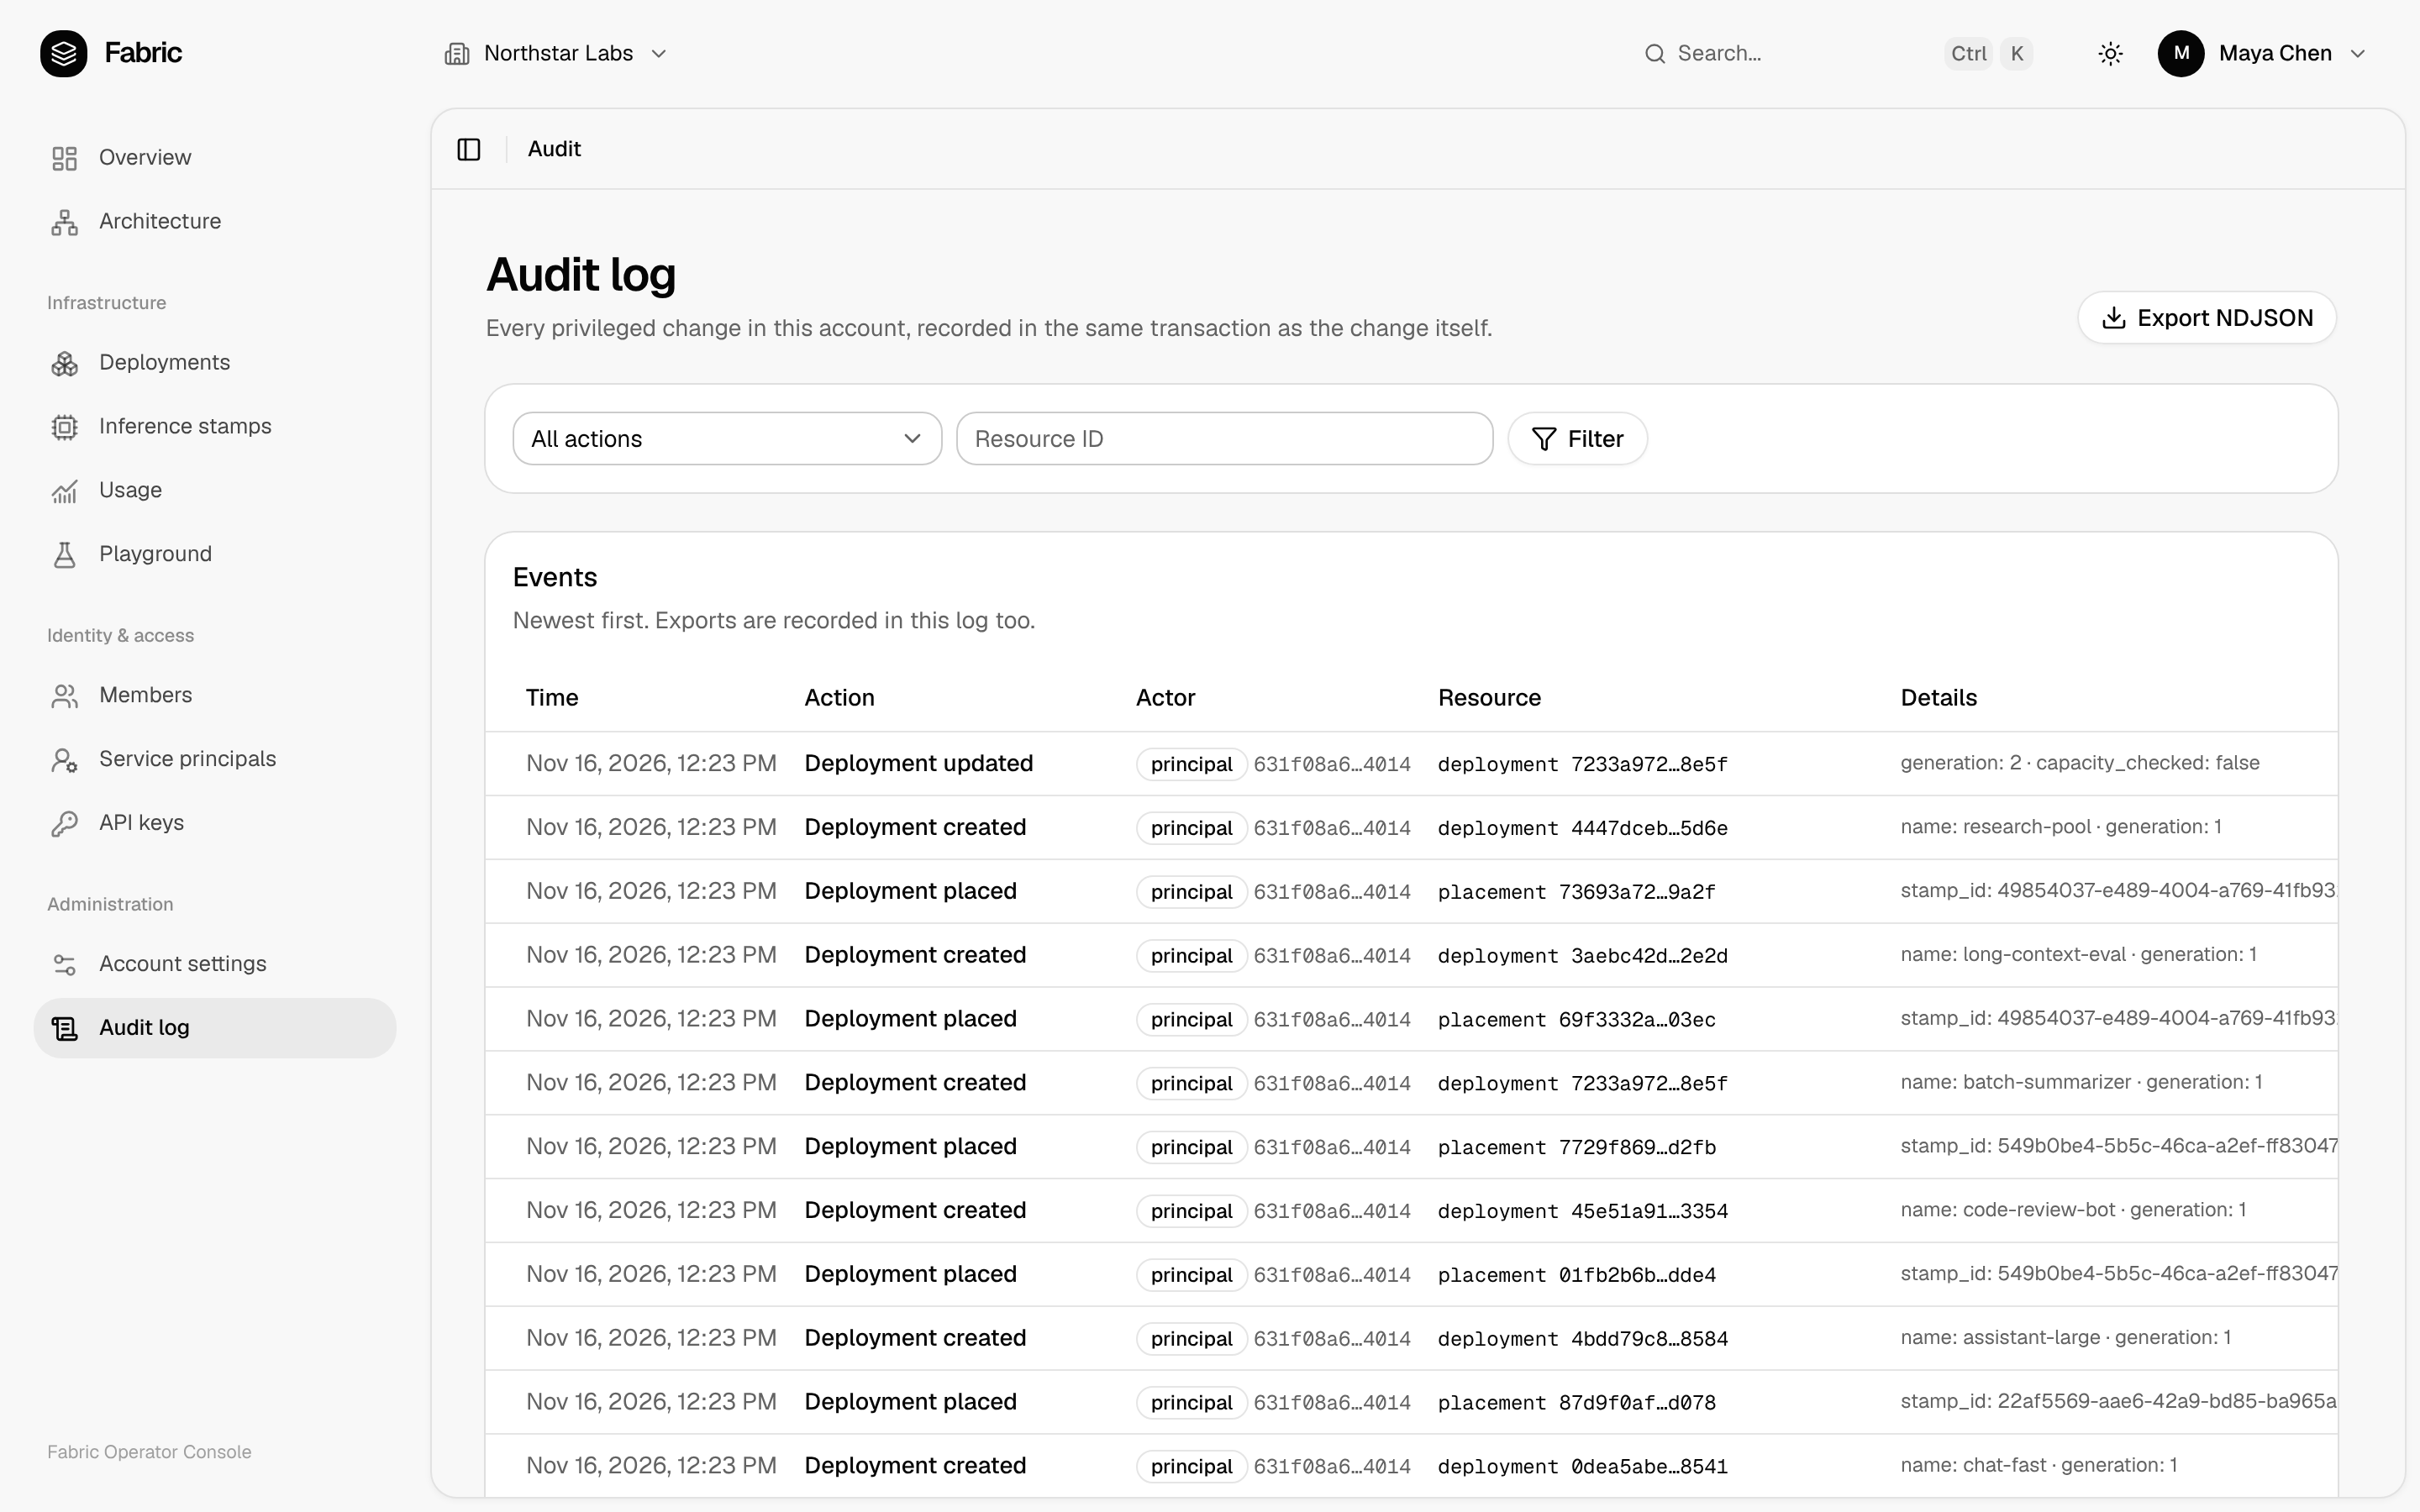 Fabric
Northstar Labs
Search...
Ctrl K
M
Maya Chen
Overview
Architecture
Infrastructure
Deployments
Inference stamps
Usage
Playground
Identity & access
Members
Service principals
API keys
Administration
Account settings
Audit log
Fabric Operator Console
Audit
Audit log
Every privileged change in this account, recorded in the same transaction as the change itself.
Export NDJSON
All actions
Resource ID
Filter
Events
Newest first. Exports are recorded in this log too.
Time Action Actor Resource Details
Nov 16, 2026, 12:23 PM Deployment updated principal 631f08a6…4014 deployment 7233a972…8e5f generation: 2 · capacity_checked: false
Nov 16, 2026, 12:23 PM Deployment created principal 631f08a6…4014 deployment 4447dceb…5d6e name: research-pool · generation: 1
Nov 16, 2026, 12:23 PM Deployment placed principal 631f08a6…4014 placement 73693a72…9a2f stamp_id: 49854037-e489-4004-a769-41fb93
Nov 16, 2026, 12:23 PM Deployment created principal 631f08a6…4014 deployment 3aebc42d…2e2d name: long-context-eval · generation: 1
Nov 16, 2026, 12:23 PM Deployment placed principal 631f08a6…4014 placement 69f3332a…03ec stamp_id: 49854037-e489-4004-a769-41fb93
Nov 16, 2026, 12:23 PM Deployment created principal 631f08a6…4014 deployment 7233a972…8e5f name: batch-summarizer · generation: 1
Nov 16, 2026, 12:23 PM Deployment placed principal 631f08a6…4014 placement 7729f869…d2fb stamp_id: 549b0be4-5b5c-46ca-a2ef-ff83047
Nov 16, 2026, 12:23 PM Deployment created principal 631f08a6…4014 deployment 45e51a91…3354 name: code-review-bot · generation: 1
Nov 16, 2026, 12:23 PM Deployment placed principal 631f08a6…4014 placement 01fb2b6b…dde4 stamp_id: 549b0be4-5b5c-46ca-a2ef-ff83047
Nov 16, 2026, 12:23 PM Deployment created principal 631f08a6…4014 deployment 4bdd79c8…8584 name: assistant-large · generation: 1
Nov 16, 2026, 12:23 PM Deployment placed principal 631f08a6…4014 placement 87d9f0af…d078 stamp_id: 22af5569-aae6-42a9-bd85-ba965a
Nov 16, 2026, 12:23 PM Deployment created principal 631f08a6…4014 deployment 0dea5abe…8541 name: chat-fast · generation: 1